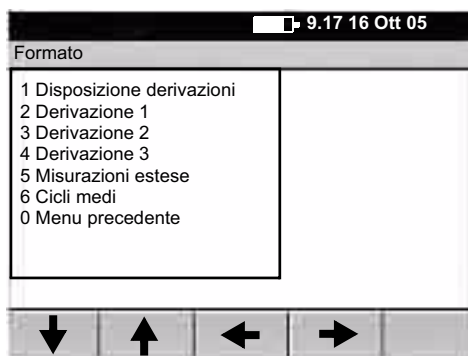 9.17 16 Ott 05
Formato
1 Disposizione derivazioni
2 Derivazione 1
3 Derivazione 2
4 Derivazione 3
5 Misurazioni estese
6 Cicli medi
0 Menu precedente